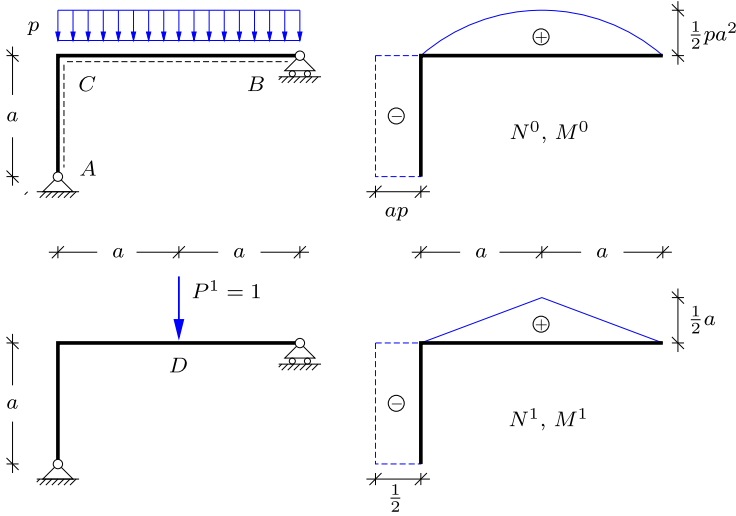 p
C
B
a
A
+
½pa²
−
N⁰, M⁰
ap
a a
P¹ = 1
D
a
a a
+
½a
−
N¹, M¹
½